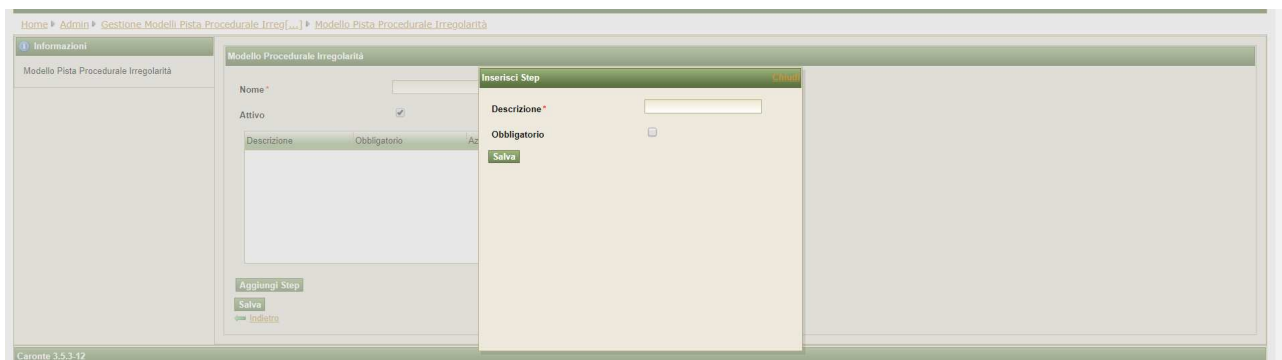 Home Admin Gestione Modelli Pista Procedurale Irreg[...] Modello Pista Procedurale Irregolarità
Informazioni
Modello Pista Procedurale Irregolarità
Modello Procedurale Irregolarità
Nome*
Attivo
Descrizione Obbligatorio Az
Aggiungi Step
Salva
Indietro
Inserisci Step Chiudi
Descrizione*
Obbligatorio
Salva
Caronte 3.5.3-12